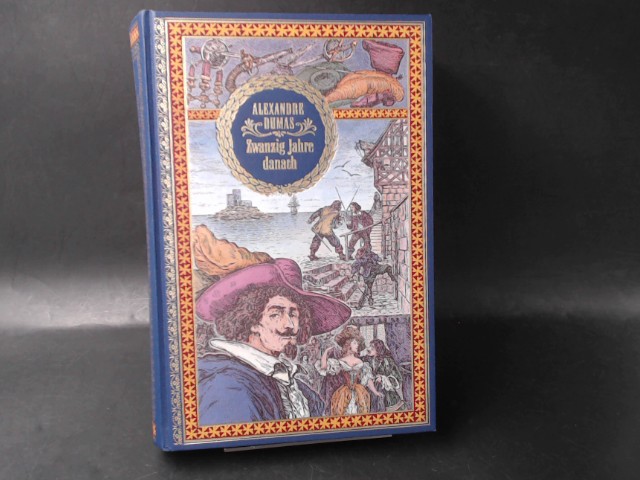 ALEXANDRE
DUMAS
Zwanzig Jahre
danach